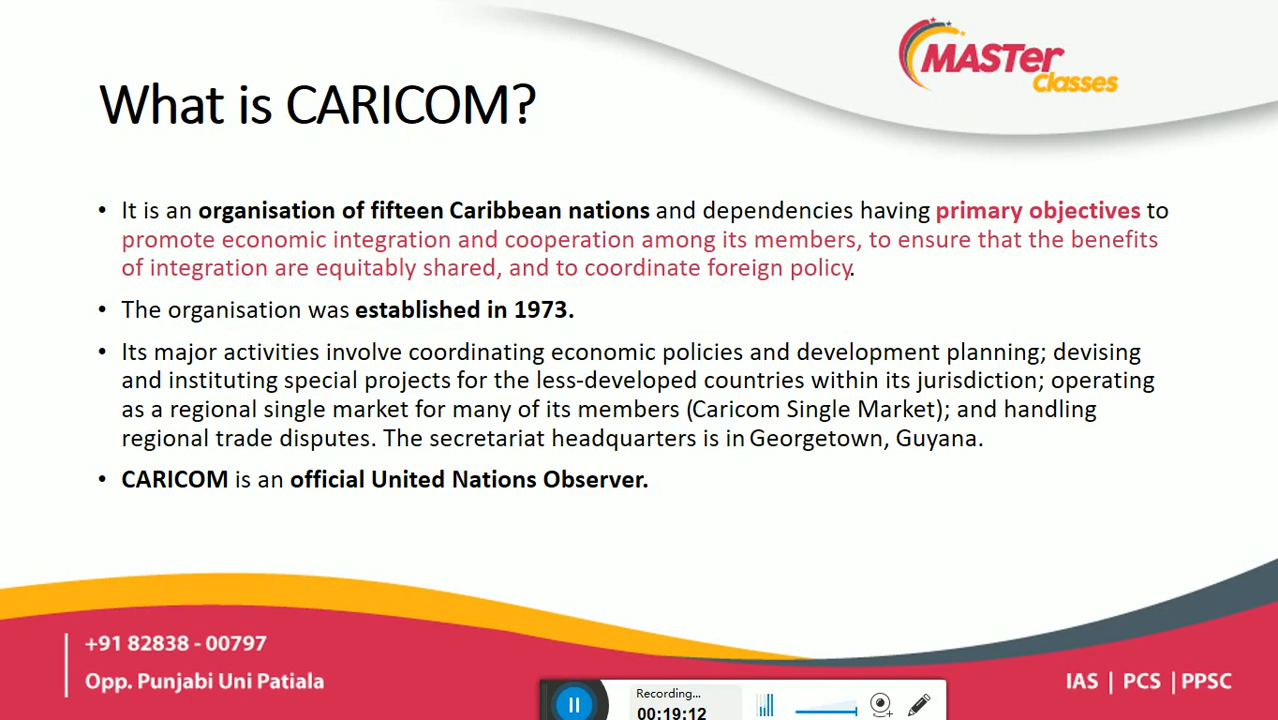 MASTer
Classes
What is CARICOM?
• It is an organisation of fifteen Caribbean nations and dependencies having primary objectives to
promote economic integration and cooperation among its members, to ensure that the benefits
of integration are equitably shared, and to coordinate foreign policy.
• The organisation was established in 1973.
• Its major activities involve coordinating economic policies and development planning; devising
and instituting special projects for the less-developed countries within its jurisdiction; operating
as a regional single market for many of its members (Caricom Single Market); and handling
regional trade disputes. The secretariat headquarters is in Georgetown, Guyana.
• CARICOM is an official United Nations Observer.
+91 82838 - 00797
Opp. Punjabi Uni Patiala
IAS | PCS | PPSC
Recording...
00:19:12